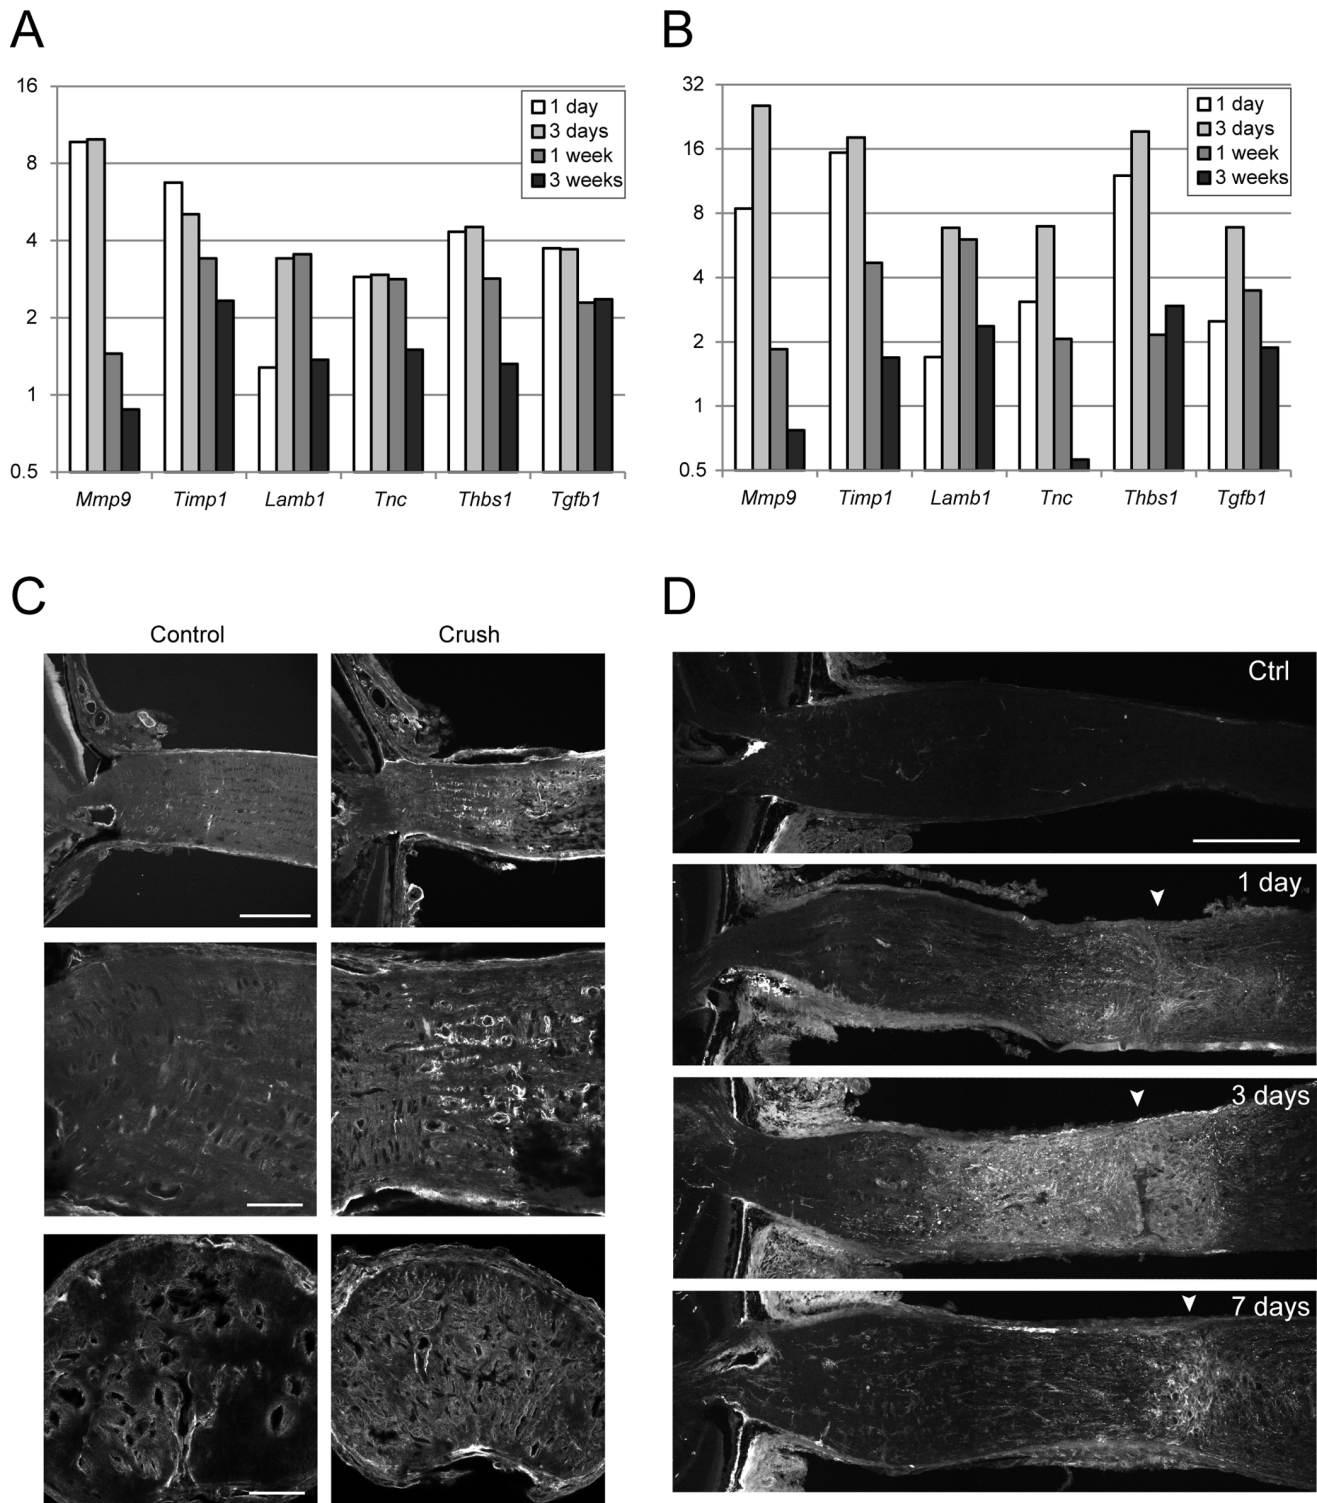 A
16
8
4
2
1
0.5
1 day
3 days
1 week
3 weeks
Mmp9 Timp1 Lamb1 Tnc Thbs1 Tgfb1
B
32
16
8
4
2
1
0.5
1 day
3 days
1 week
3 weeks
Mmp9 Timp1 Lamb1 Tnc Thbs1 Tgfb1
C
Control Crush
D
Ctrl
1 day
3 days
7 days